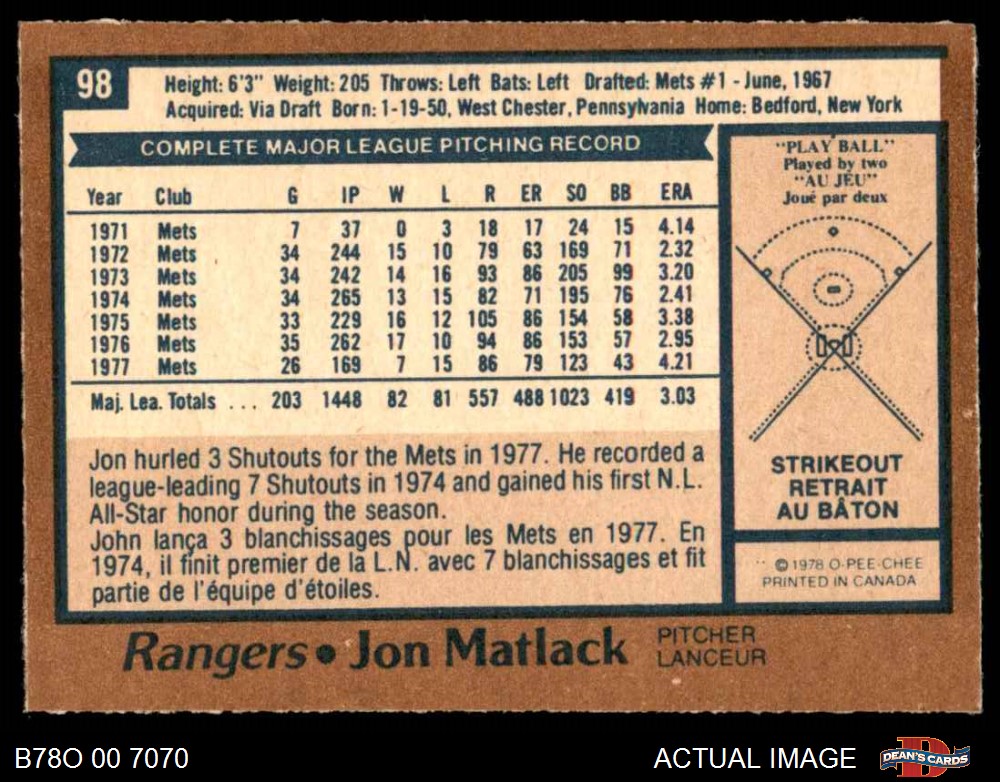 98
Height: 6'3" Weight: 205 Throws: Left Bats: Left Drafted: Mets #1 - June, 1967
Acquired: Via Draft Born: 1-19-50, West Chester, Pennsylvania Home: Bedford, New York
COMPLETE MAJOR LEAGUE PITCHING RECORD
Year Club G IP W L R ER SO BB ERA
1971 Mets 7 37 0 3 18 17 24 15 4.14
1972 Mets 34 244 15 10 79 63 169 71 2.32
1973 Mets 34 242 14 16 93 86 205 99 3.20
1974 Mets 34 265 13 15 82 71 195 76 2.41
1975 Mets 33 229 16 12 105 86 154 58 3.38
1976 Mets 35 262 17 10 94 86 153 57 2.95
1977 Mets 26 169 7 15 86 79 123 43 4.21
Maj. Lea. Totals ... 203 1448 82 81 557 488 1023 419 3.03
Jon hurled 3 Shutouts for the Mets in 1977. He recorded a
league-leading 7 Shutouts in 1974 and gained his first N.L.
All-Star honor during the season.
John lança 3 blanchissages pour les Mets en 1977. En
1974, il finit premier de la L.N. avec 7 blanchissages et fit
partie de l'équipe d'étoiles.
"PLAY BALL"
Played by two
"AU JEU"
Joué par deux
STRIKEOUT
RETRAIT
AU BÂTON
© 1978 O-PEE-CHEE
PRINTED IN CANADA
Rangers • Jon Matlack
PITCHER
LANCEUR
B78O 00 7070
ACTUAL IMAGE
DEAN'S CARDS